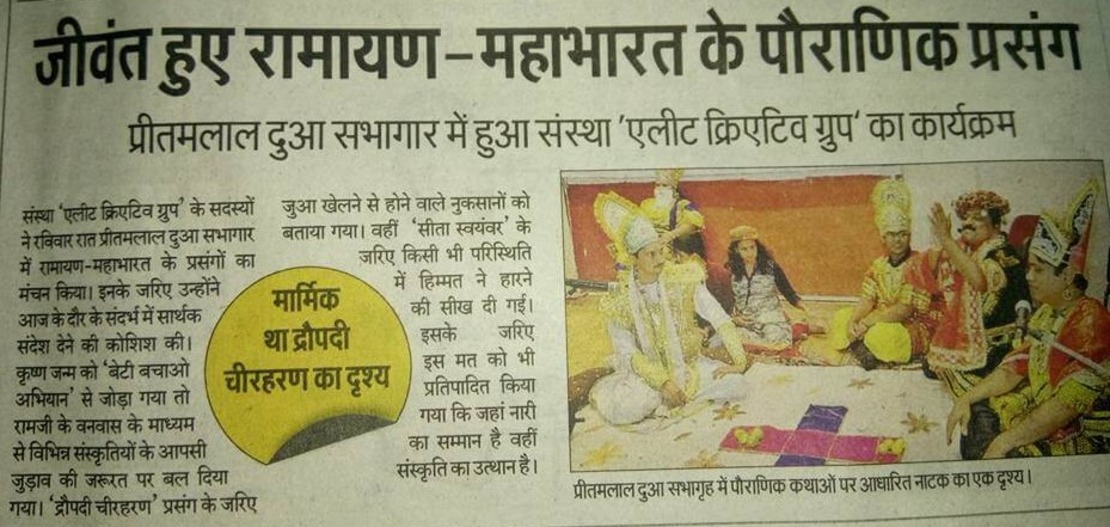 जीवंत हुए रामायण-महाभारत के पौराणिक प्रसंग
प्रीतमलाल दुआ सभागार में हुआ संस्था 'एलीट क्रिएटिव ग्रुप' का कार्यक्रम
संस्था 'एलीट क्रिएटिव ग्रुप' के सदस्यों
ने रविवार रात प्रीतमलाल दुआ सभागार
में रामायण-महाभारत के प्रसंगों का
मंचन किया। इनके जरिए उन्होंने
आज के दौर के संदर्भ में सार्थक
संदेश देने की कोशिश की।
कृष्ण जन्म को 'बेटी बचाओ
अभियान' से जोड़ा गया तो
रामजी के वनवास के माध्यम
से विभिन्न संस्कृतियों के आपसी
जुड़ाव की जरूरत पर बल दिया
गया। 'द्रौपदी चीरहरण' प्रसंग के जरिए
जुआ खेलने से होने वाले नुकसानों को
बताया गया। वहीं 'सीता स्वयंवर' के
जरिए किसी भी परिस्थिति
में हिम्मत ने हारने
की सीख दी गई।
इसके जरिए
इस मत को भी
प्रतिपादित किया
गया कि जहां नारी
का सम्मान है वहीं
संस्कृति का उत्थान है।
मार्मिक
था द्रौपदी
चीरहरण का दृश्य
प्रीतमलाल दुआ सभागृह में पौराणिक कथाओं पर आधारित नाटक का एक दृश्य।